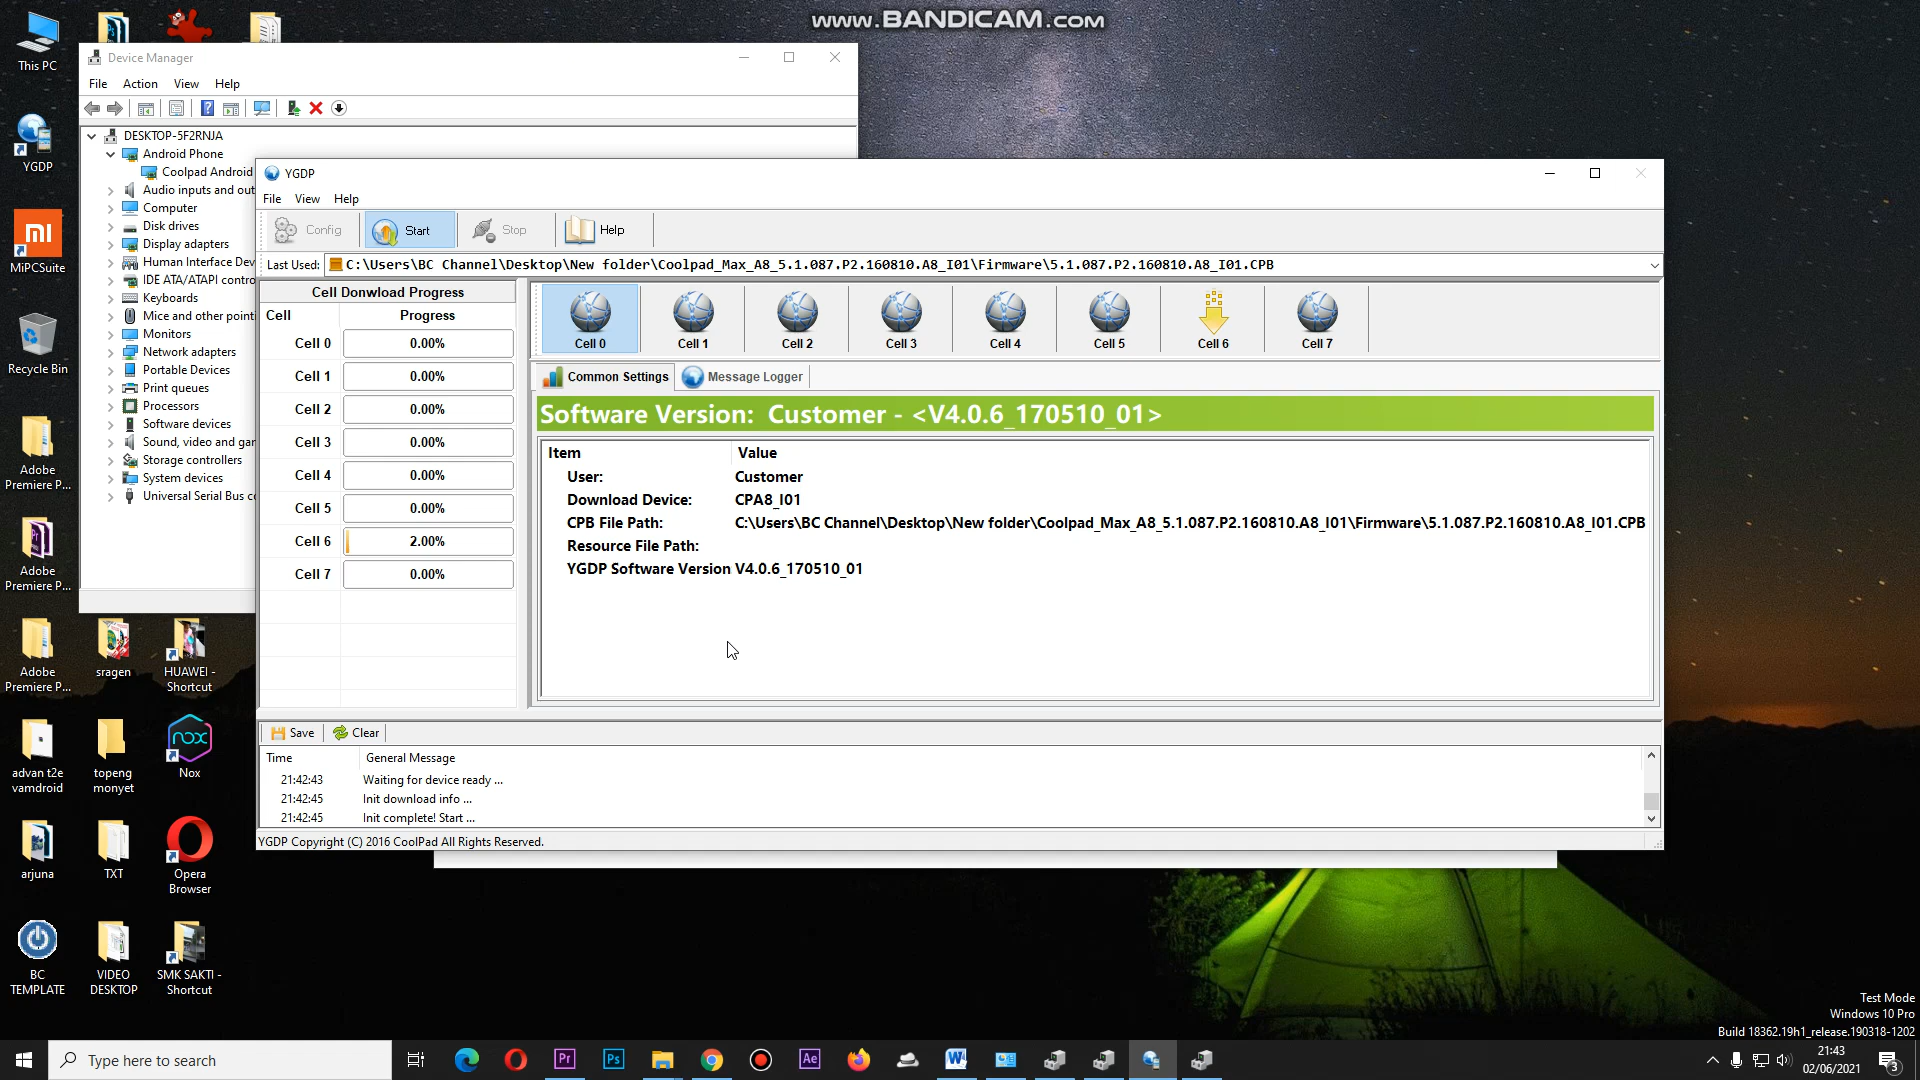 www.BANDICAM.com
This PC
YGDP
MiPCSuite
Recycle Bin
Adobe
Premiere P...
Adobe
Premiere P...
Adobe
Premiere P...
sragen
HUAWEI -
Shortcut
advan t2e
vamdroid
topeng
monyet
Nox
arjuna
TXT
Opera
Browser
BC
TEMPLATE
VIDEO
DESKTOP
SMK SAKTI -
Shortcut
Device Manager
File Action View Help
DESKTOP-5F2RNJA
Android Phone
Coolpad Android
Audio inputs and out
Computer
Disk drives
Display adapters
Human Interface Dev
IDE ATA/ATAPI contro
Keyboards
Mice and other pointi
Monitors
Network adapters
Portable Devices
Print queues
Processors
Software devices
Sound, video and gar
Storage controllers
System devices
Universal Serial Bus co
YGDP
File View Help
Config Start Stop Help
Last Used: C:\Users\BC Channel\Desktop\New folder\Coolpad_Max_A8_5.1.087.P2.160810.A8_I01\Firmware\5.1.087.P2.160810.A8_I01.CPB
Cell Donwload Progress
Cell Progress
Cell 0 0.00%
Cell 1 0.00%
Cell 2 0.00%
Cell 3 0.00%
Cell 4 0.00%
Cell 5 0.00%
Cell 6 2.00%
Cell 7 0.00%
Cell 0 Cell 1 Cell 2 Cell 3 Cell 4 Cell 5 Cell 6 Cell 7
Common Settings Message Logger
Software Version: Customer - <V4.0.6_170510_01>
Item Value
User: Customer
Download Device: CPA8_I01
CPB File Path: C:\Users\BC Channel\Desktop\New folder\Coolpad_Max_A8_5.1.087.P2.160810.A8_I01\Firmware\5.1.087.P2.160810.A8_I01.CPB
Resource File Path:
YGDP Software Version V4.0.6_170510_01
Save Clear
Time General Message
21:42:43 Waiting for device ready ...
21:42:45 Init download info ...
21:42:45 Init complete! Start ...
YGDP Copyright (C) 2016 CoolPad All Rights Reserved.
Test Mode
Windows 10 Pro
Build 18362.19h1_release.190318-1202
Type here to search
21:43
02/06/2021
3